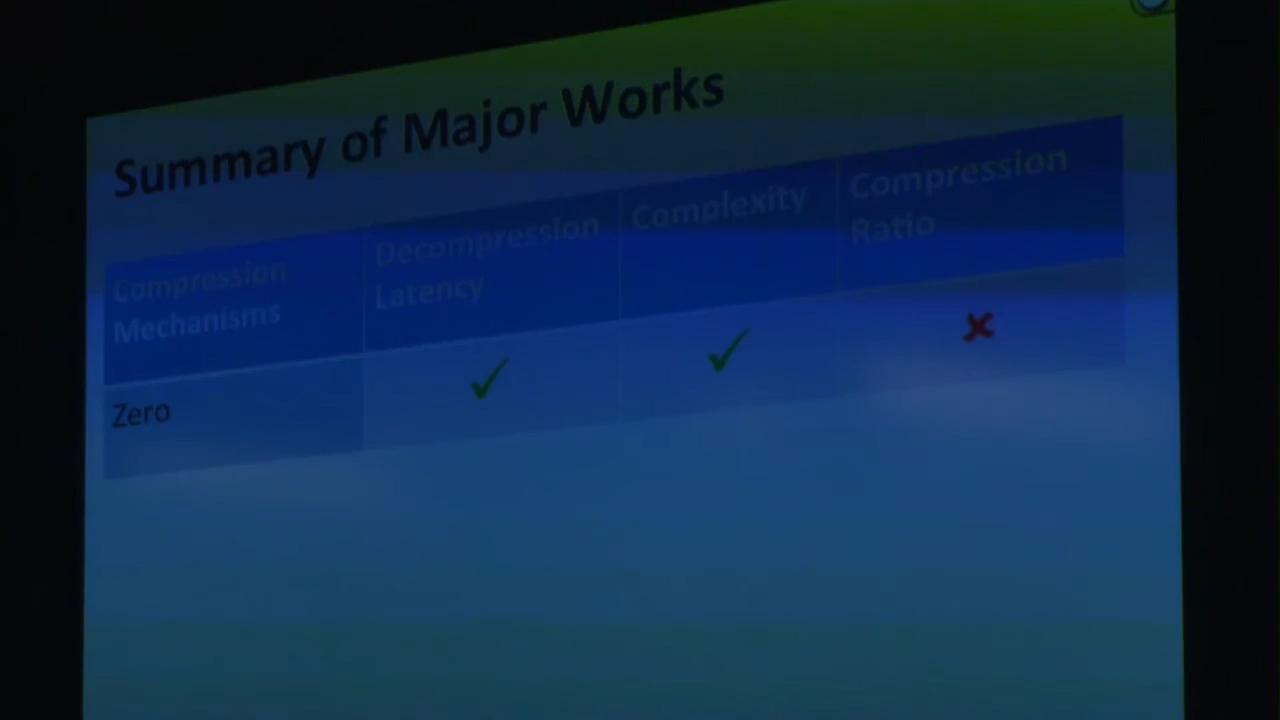 Summary of Major Works
Compression Mechanisms
Decompression Latency
Complexity
Compression Ratio
Zero ✓ ✓ ✗